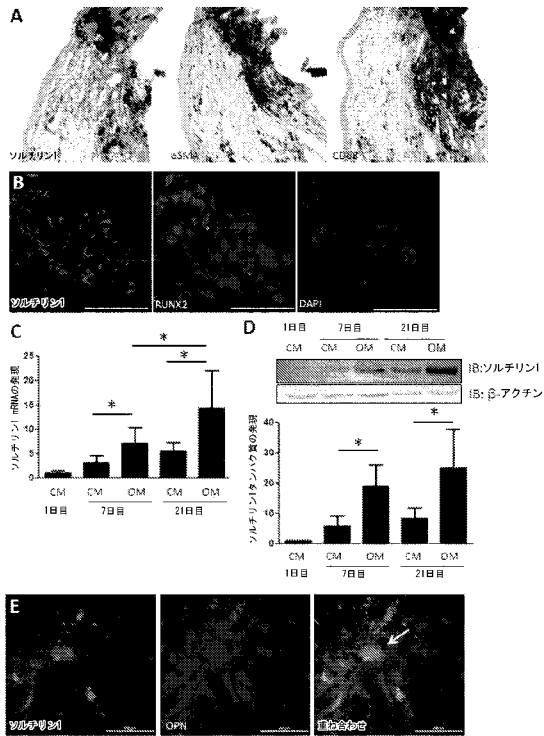 A
ソルチリン1
αSMA
CD68
B
ソルチリン1
RUNX2
DAPI
C
ソルチリン1 mRNAの発現
25
20
15
10
5
0
*
*
*
CM
CM
OM
CM
OM
1日目
7日目
21日目
D
1日目
7日目
21日目
CM
CM
OM
CM
OM
IB:ソルチリン1
IB: β-アクチン
ソルチリン1タンパク質の発現
40
30
20
10
0
*
*
CM
CM
OM
CM
OM
1日目
7日目
21日目
E
ソルチリン1
OPN
重ね合わせ